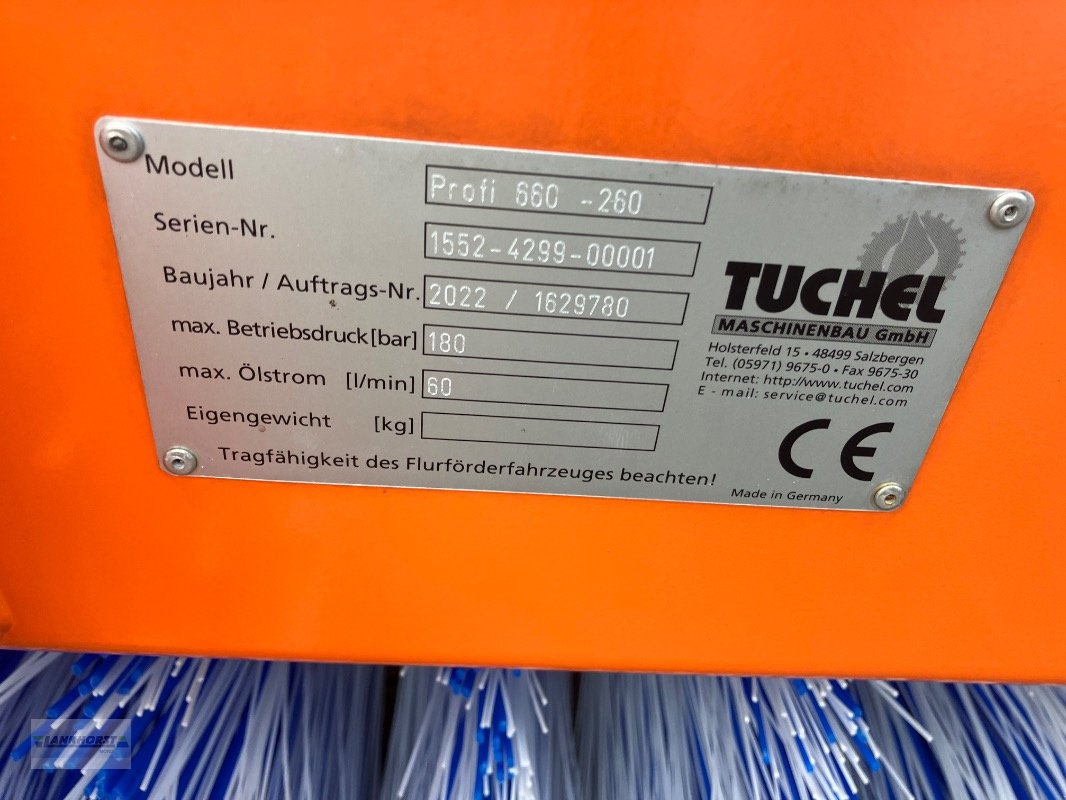 Modell Profi 660 -260
Serien-Nr. 1552-4299-00001
Baujahr / Auftrags-Nr. 2022 / 1629780
max. Betriebsdruck [bar] 180
max. Ölstrom [l/min] 60
Eigengewicht [kg]
Tragfähigkeit des Flurförderfahrzeuges beachten!
TUCHEL
MASCHINENBAU GmbH
Holsterfeld 15 • 48499 Salzbergen
Tel. (05971) 9675-0 • Fax 9675-30
Internet: http://www.tuchel.com
E - mail: service@tuchel.com
CE
Made in Germany
LANNHORST